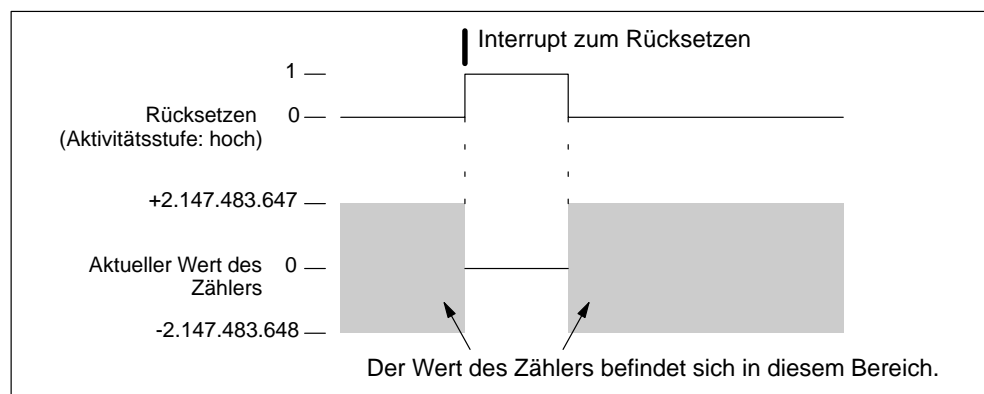 Interrupt zum Rücksetzen
1
Rücksetzen 0
(Aktivitätsstufe: hoch)
+2.147.483.647
Aktueller Wert des 0
Zählers
-2.147.483.648
Der Wert des Zählers befindet sich in diesem Bereich.